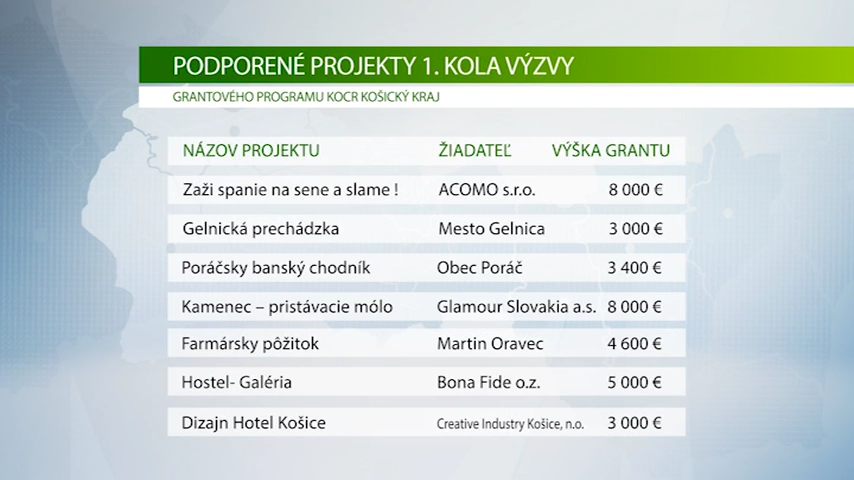 PODPORENÉ PROJEKTY 1. KOLA VÝZVY
GRANTOVÉHO PROGRAMU KOCR KOŠICKÝ KRAJ
NÁZOV PROJEKTU ŽIADATEĽ VÝŠKA GRANTU
Zaži spanie na sene a slame ! ACOMO s.r.o. 8 000 €
Gelnická prechádzka Mesto Gelnica 3 000 €
Poráčsky banský chodník Obec Poráč 3 400 €
Kamenec – pristávacie mólo Glamour Slovakia a.s. 8 000 €
Farmársky pôžitok Martin Oravec 4 600 €
Hostel- Galéria Bona Fide o.z. 5 000 €
Dizajn Hotel Košice Creative Industry Košice, n.o. 3 000 €